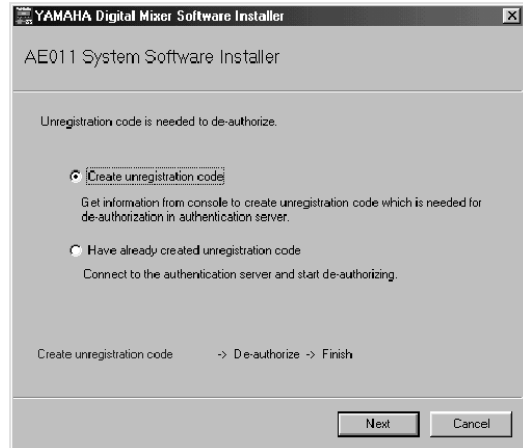 YAMAHA Digital Mixer Software Installer
AE011 System Software Installer
Unregistration code is needed to de-authorize.
Create unregistration code
Get information from console to create unregistration code which is needed for
de-authorization in authentication server.
Have already created unregistration code
Connect to the authentication server and start de-authorizing.
Create unregistration code -> De-authorize -> Finish
Next Cancel